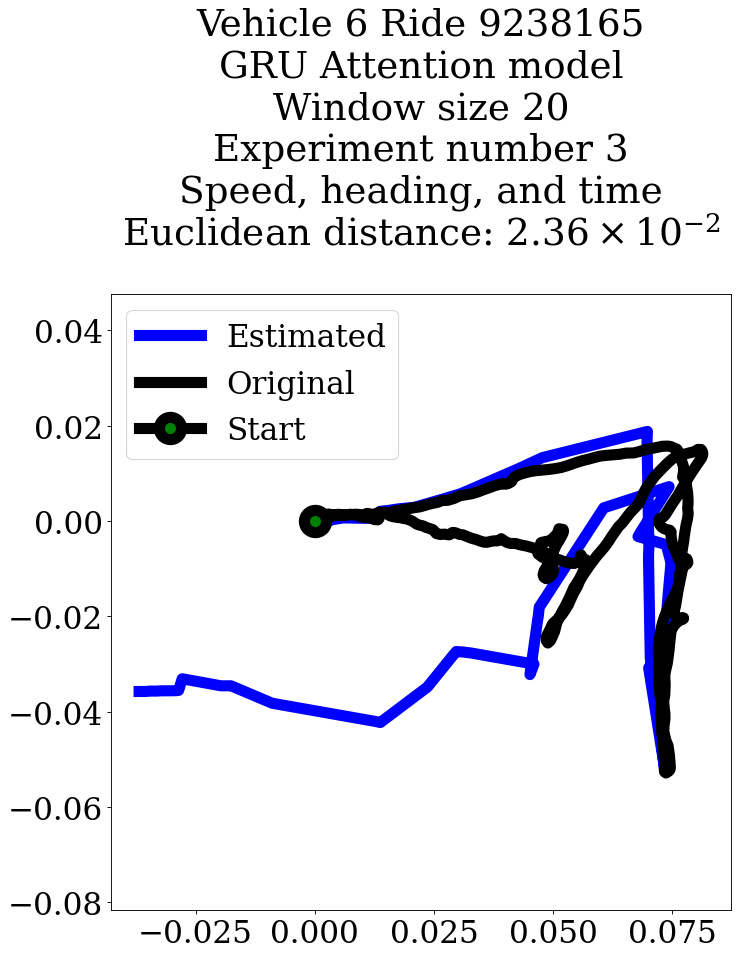 Vehicle 6 Ride 9238165
GRU Attention model
Window size 20
Experiment number 3
Speed, heading, and time
Euclidean distance: 2.36 × 10⁻²
Estimated
Original
Start
0.04
0.02
0.00
−0.02
−0.04
−0.06
−0.08
−0.025 0.000 0.025 0.050 0.075